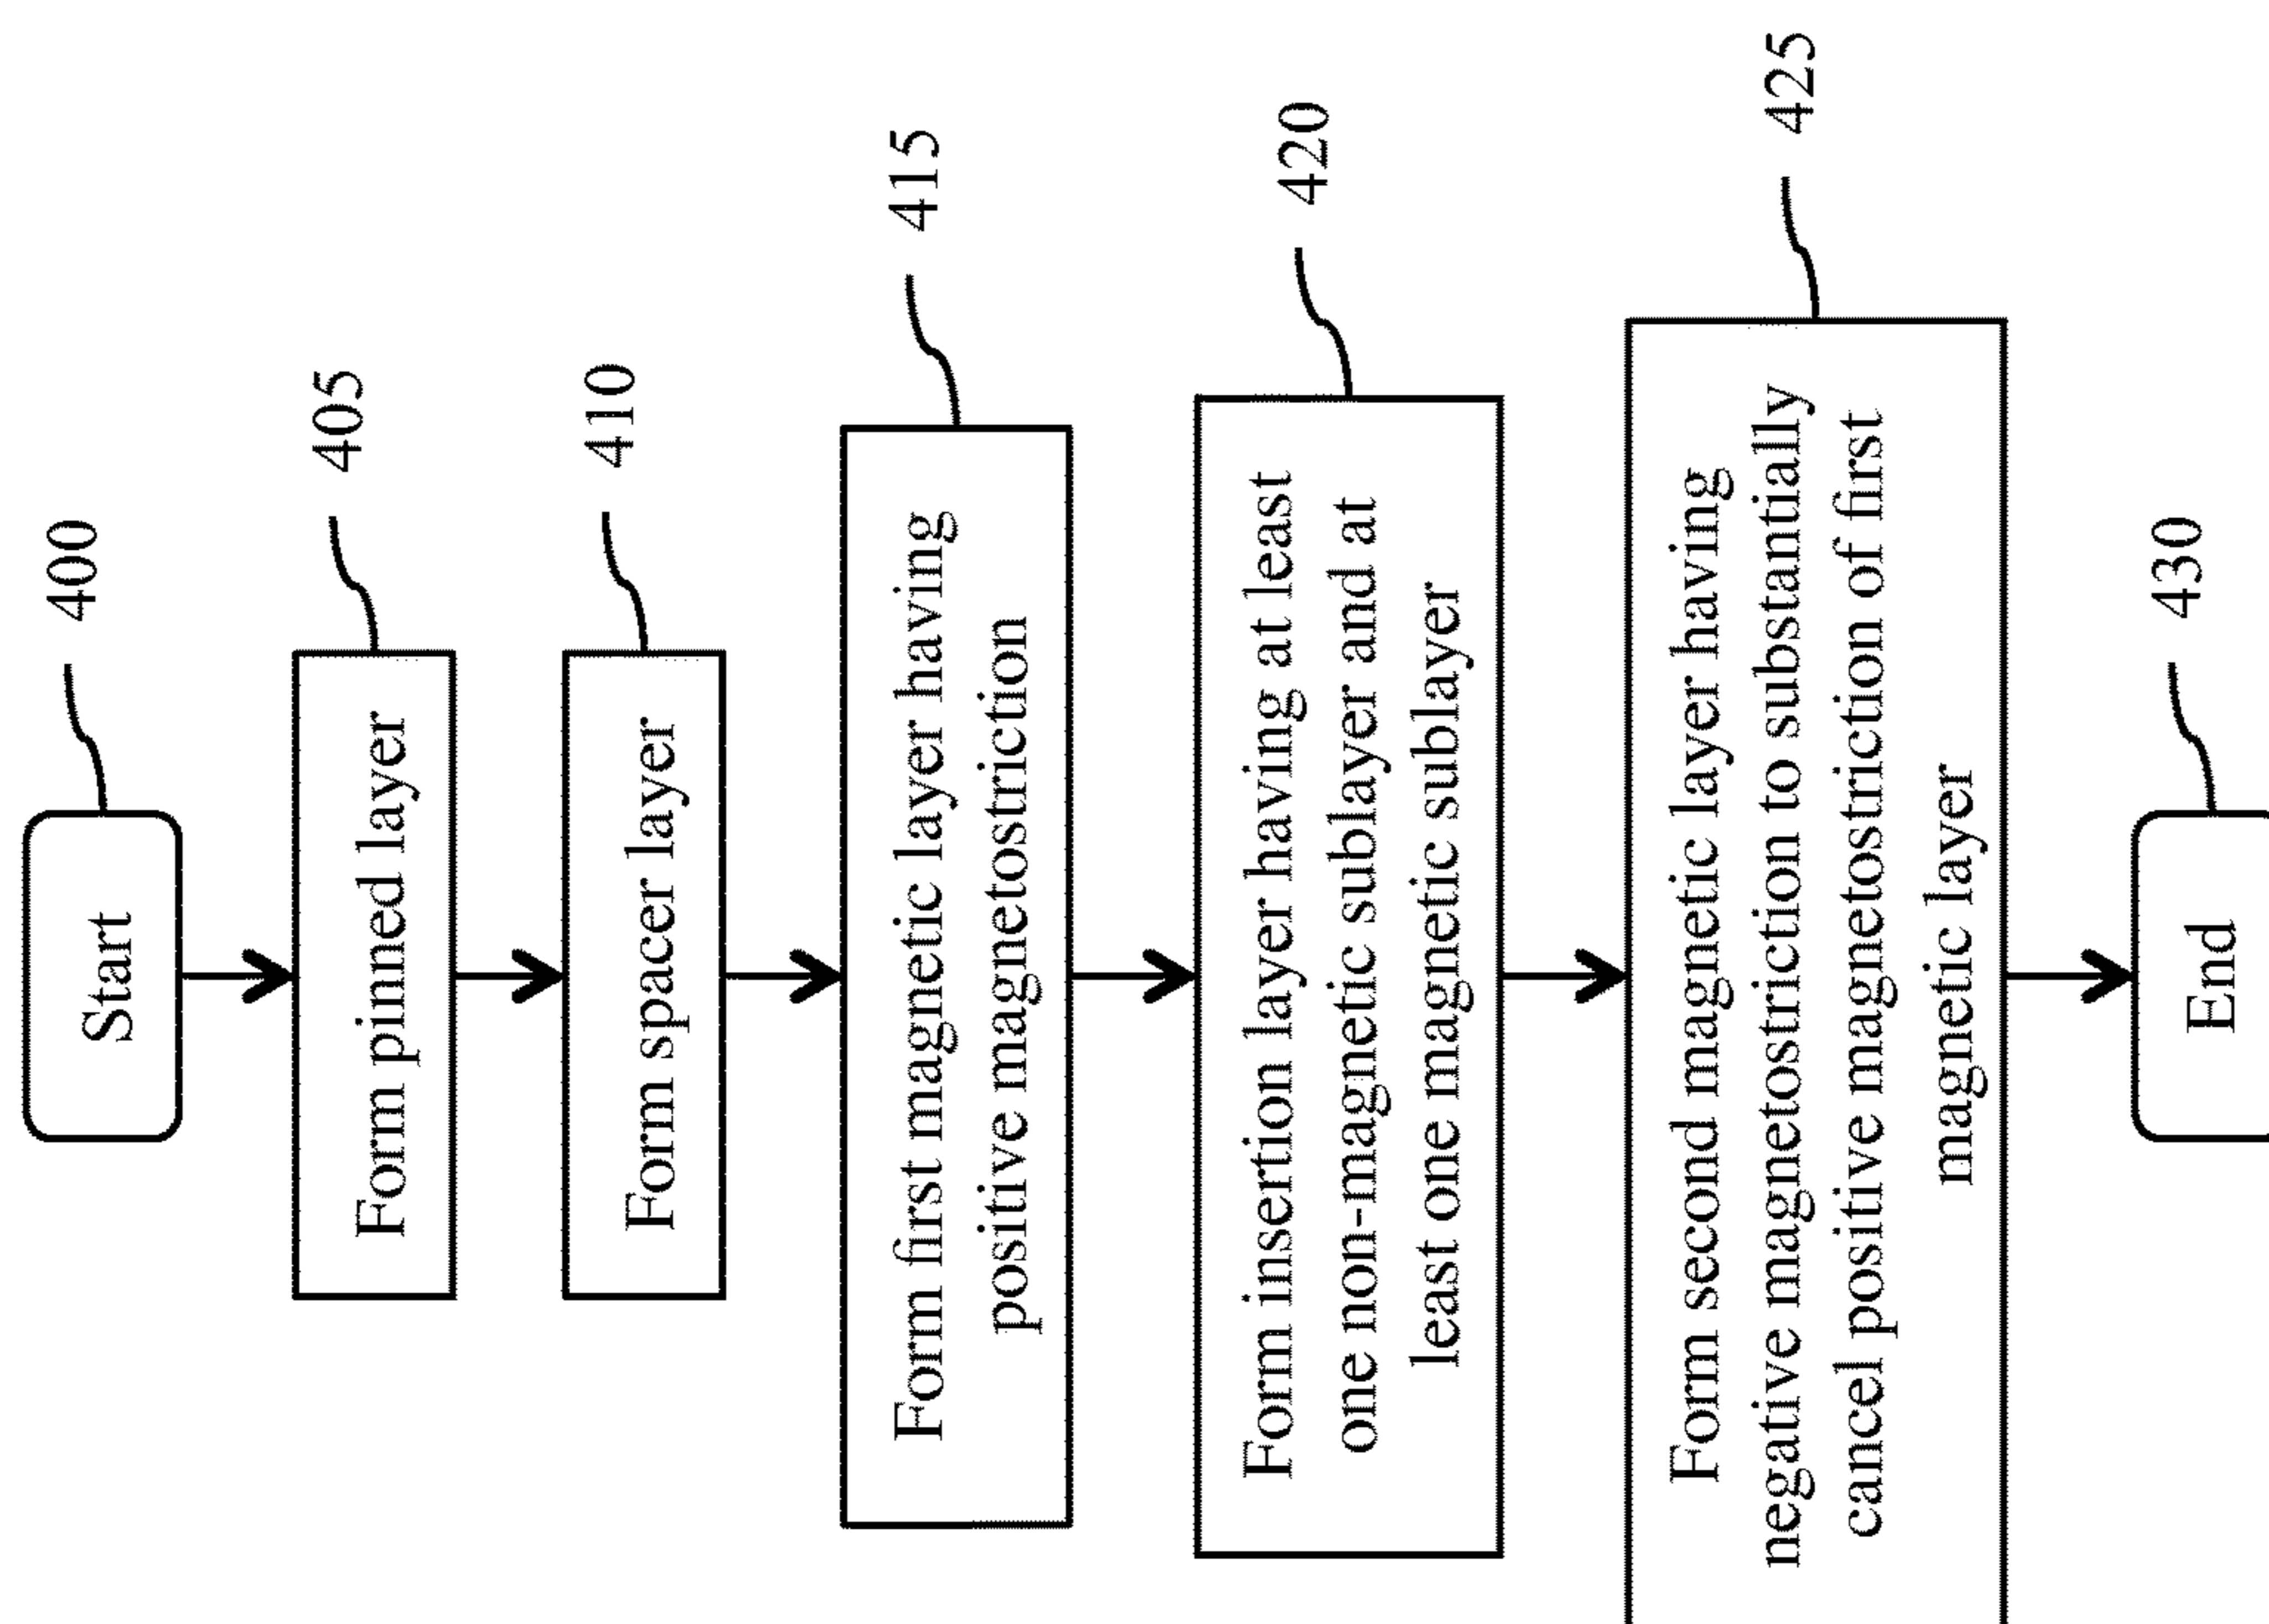 Start
400
Form pinned layer
405
Form spacer layer
410
Form first magnetic layer having
positive magnetostriction
415
Form insertion layer having at least
one non-magnetic sublayer and at
least one magnetic sublayer
420
Form second magnetic layer having
negative magnetostriction to substantially
cancel positive magnetostriction of first
magnetic layer
425
End
430